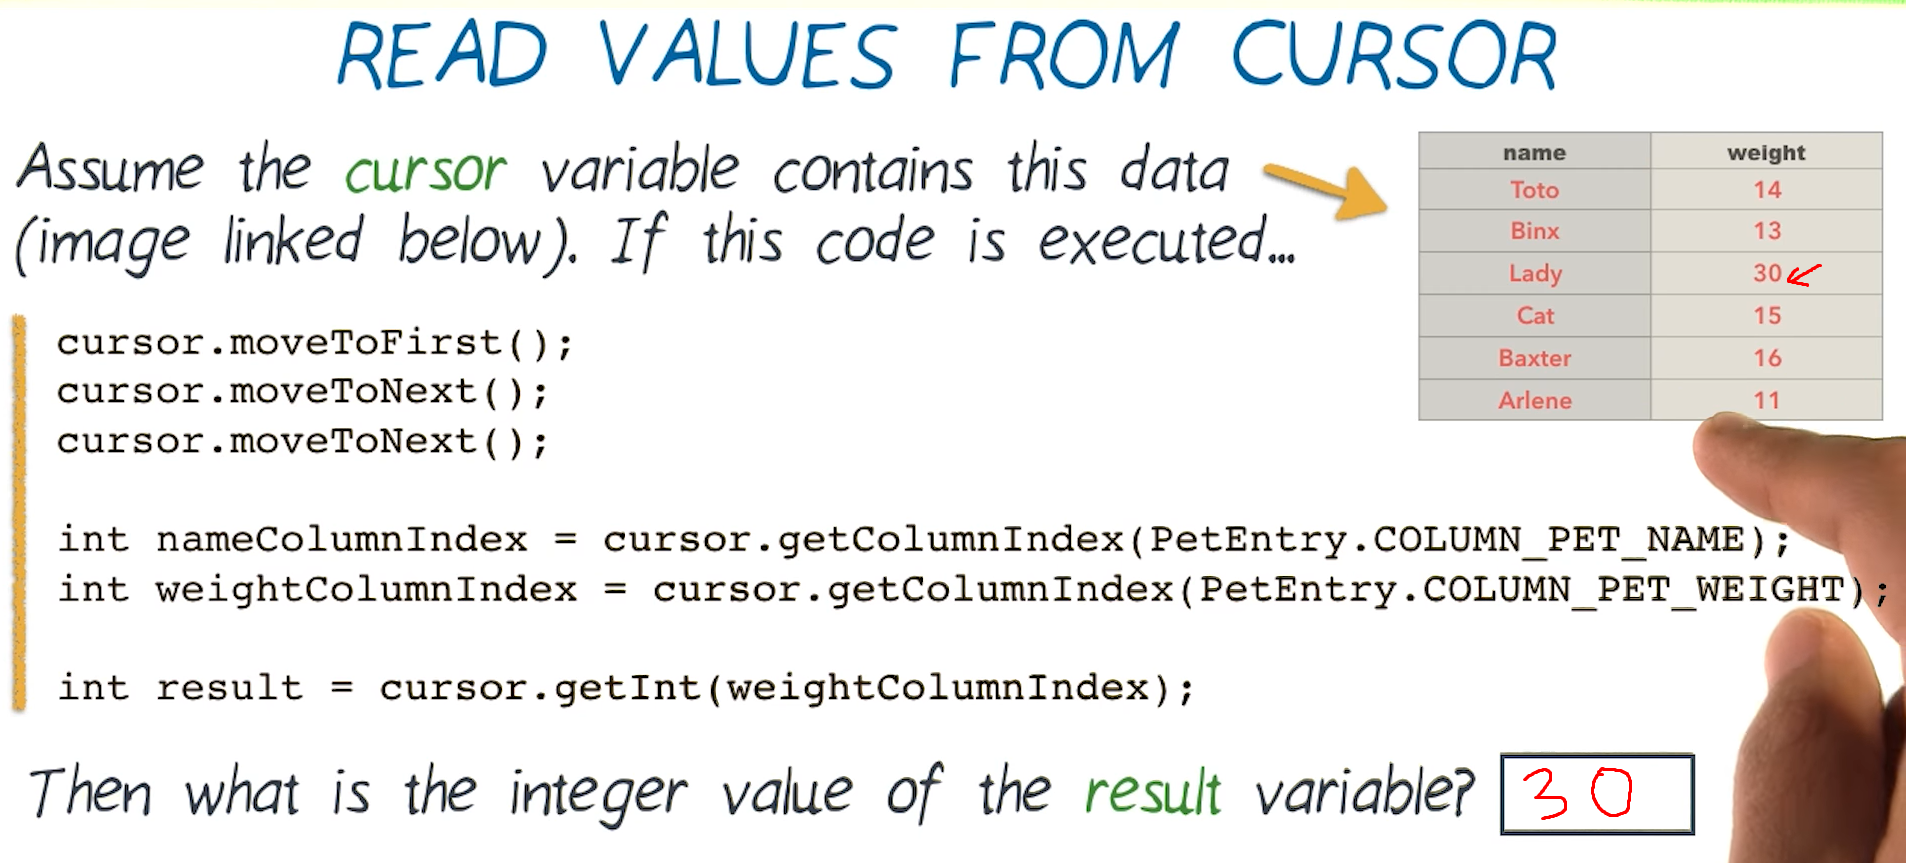 READ VALUES FROM CURSOR
Assume the cursor variable contains this data
(image linked below). If this code is executed...
name weight
Toto 14
Binx 13
Lady 30
Cat 15
Baxter 16
Arlene 11
cursor.moveToFirst();
cursor.moveToNext();
cursor.moveToNext();
int nameColumnIndex = cursor.getColumnIndex(PetEntry.COLUMN_PET_NAME);
int weightColumnIndex = cursor.getColumnIndex(PetEntry.COLUMN_PET_WEIGHT);
int result = cursor.getInt(weightColumnIndex);
Then what is the integer value of the result variable? 30